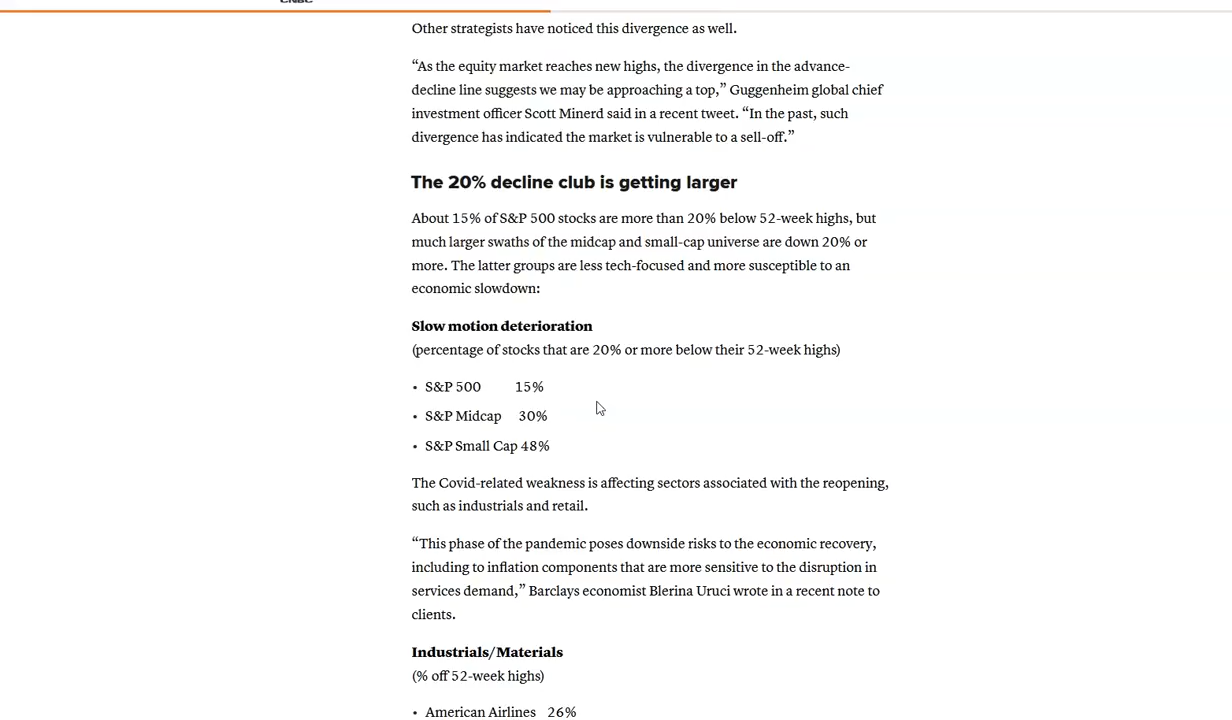 CNBC
Other strategists have noticed this divergence as well.
“As the equity market reaches new highs, the divergence in the advance-
decline line suggests we may be approaching a top,” Guggenheim global chief
investment officer Scott Minerd said in a recent tweet. “In the past, such
divergence has indicated the market is vulnerable to a sell-off.”
The 20% decline club is getting larger
About 15% of S&P 500 stocks are more than 20% below 52-week highs, but
much larger swaths of the midcap and small-cap universe are down 20% or
more. The latter groups are less tech-focused and more susceptible to an
economic slowdown:
Slow motion deterioration
(percentage of stocks that are 20% or more below their 52-week highs)
• S&P 500 15%
• S&P Midcap 30%
• S&P Small Cap 48%
The Covid-related weakness is affecting sectors associated with the reopening,
such as industrials and retail.
“This phase of the pandemic poses downside risks to the economic recovery,
including to inflation components that are more sensitive to the disruption in
services demand,” Barclays economist Blerina Uruci wrote in a recent note to
clients.
Industrials/Materials
(% off 52-week highs)
• American Airlines 26%